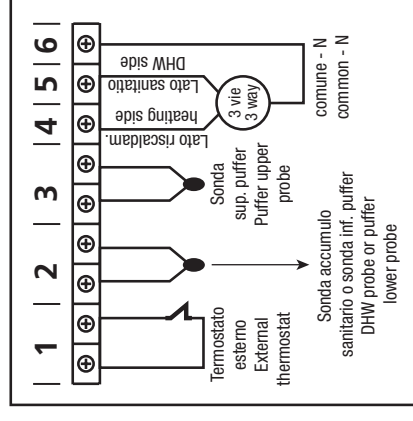 1 2 3 4 5 6
Termostato
esterno
External
thermostat
Sonda accumulo
sanitario o sonda inf. puffer
DHW probe or puffer
lower probe
Sonda
sup. puffer
Puffer upper
probe
Lato riscaldam.
heating side
Lato sanitatio
DHW side
3 vie
3 way
comune - N
common - N